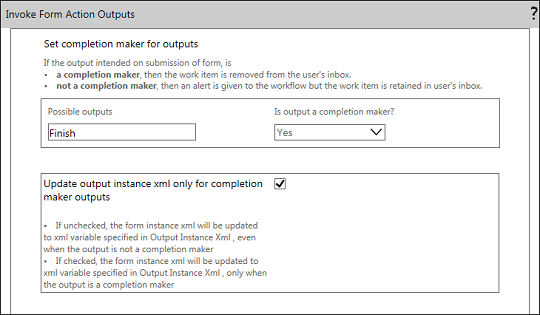 Invoke Form Action Outputs
?
Set completion maker for outputs
If the output intended on submission of form, is
• a completion maker, then the work item is removed from the user's inbox.
• not a completion maker, then an alert is given to the workflow but the work item is retained in user's inbox.
Possible outputs
Is output a completion maker?
Finish
Yes
Update output instance xml only for completion
maker outputs
• If unchecked, the form instance xml will be updated
to xml variable specified in Output Instance Xml , even
when the output is not a completion maker
• If checked, the form instance xml will be updated to
xml variable specified in Output Instance Xml , only when
the output is a completion maker